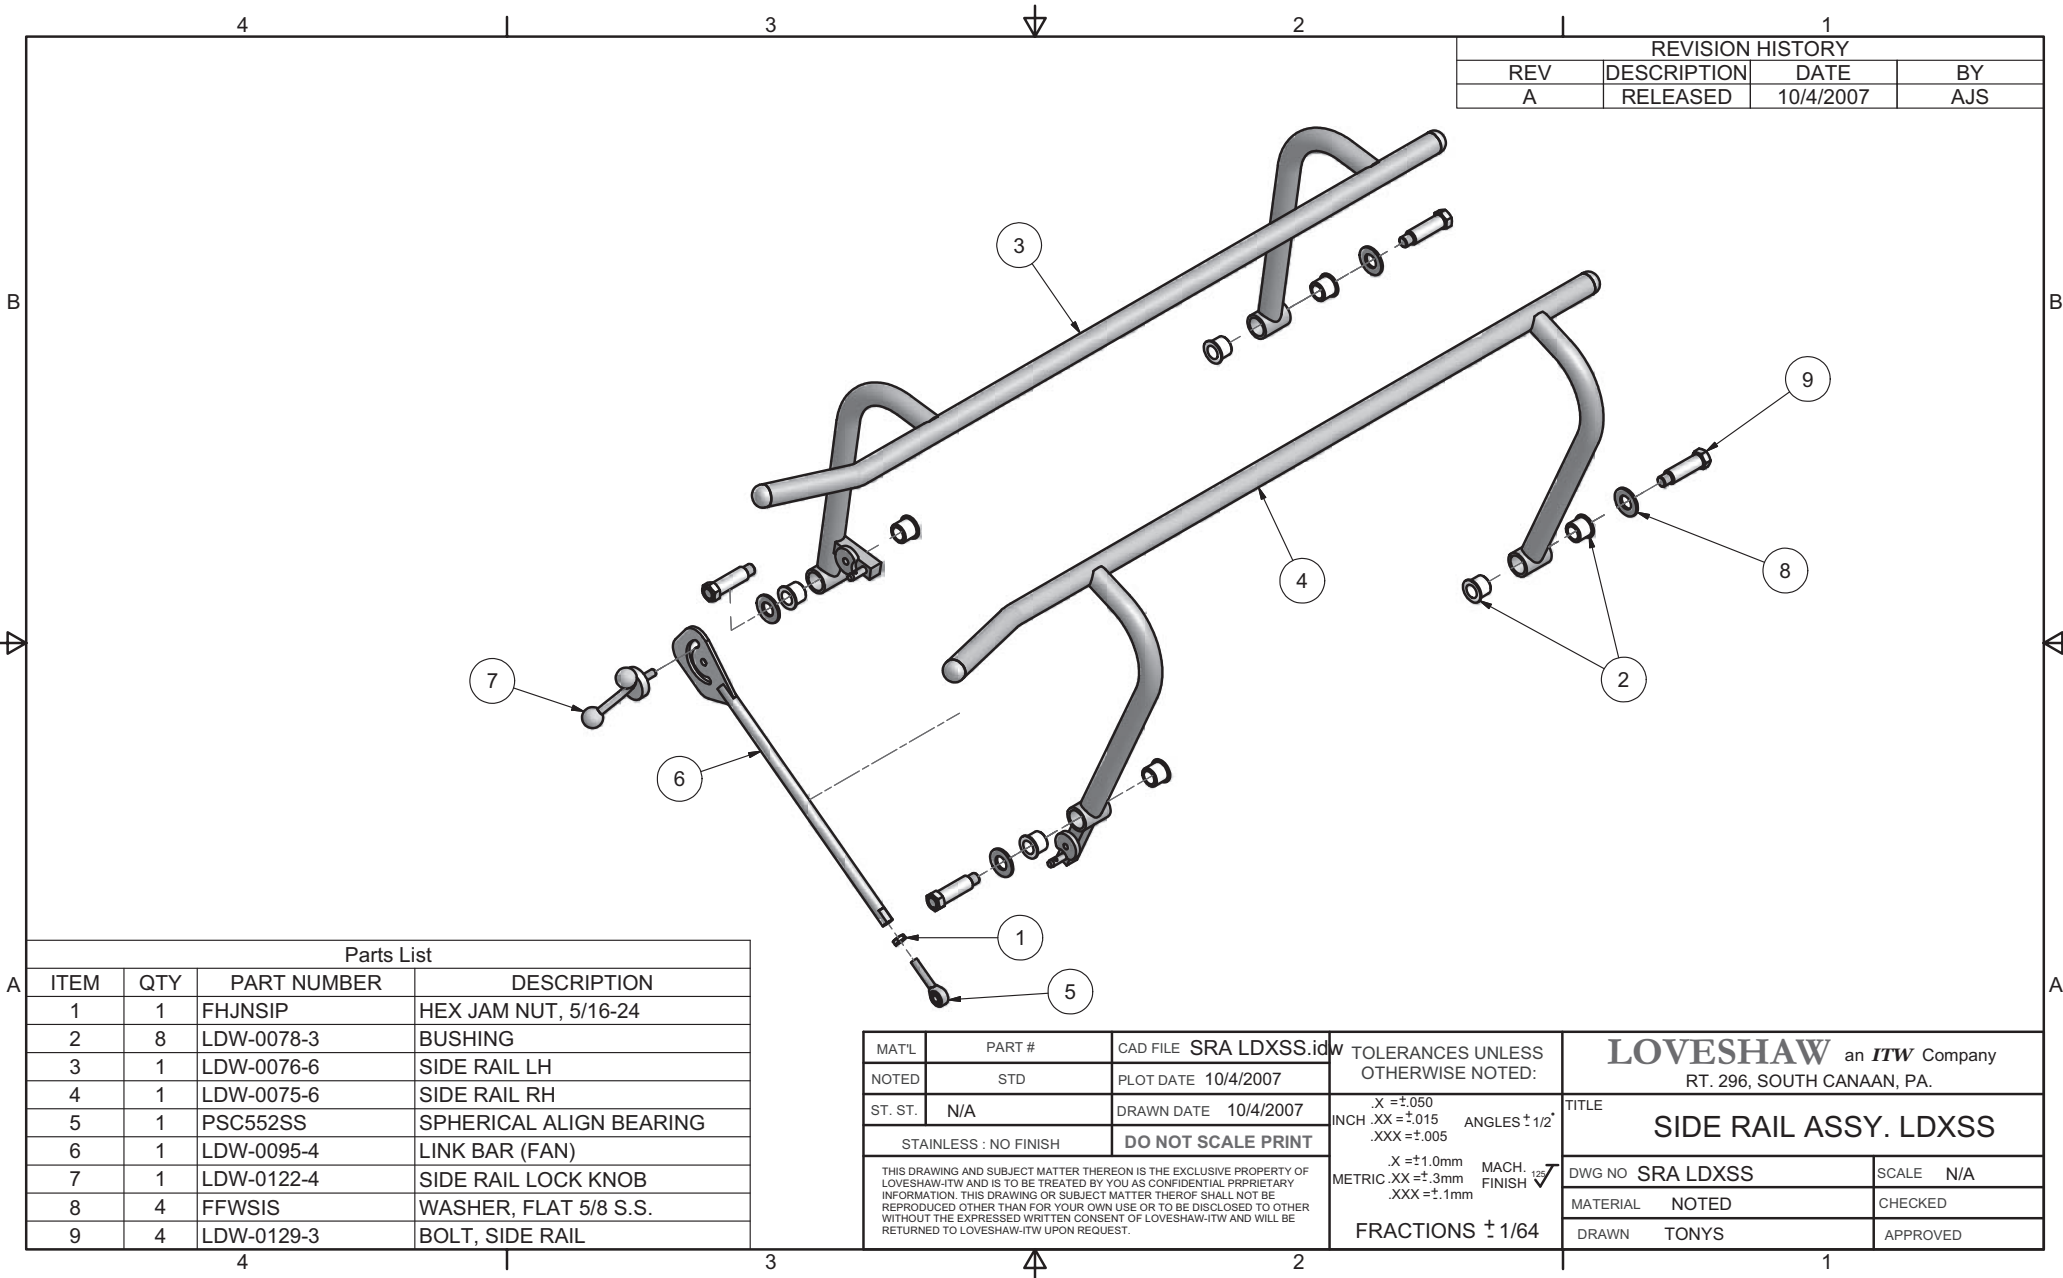 4 3 2 1
REVISION HISTORY
REV DESCRIPTION DATE BY
A RELEASED 10/4/2007 AJS
3
B B
9
4
8
7
2
6
1
5
A A
Parts List
ITEM QTY PART NUMBER DESCRIPTION
1 1 FHJNSIP HEX JAM NUT, 5/16-24
2 8 LDW-0078-3 BUSHING
3 1 LDW-0076-6 SIDE RAIL LH
4 1 LDW-0075-6 SIDE RAIL RH
5 1 PSC552SS SPHERICAL ALIGN BEARING
6 1 LDW-0095-4 LINK BAR (FAN)
7 1 LDW-0122-4 SIDE RAIL LOCK KNOB
8 4 FFWSIS WASHER, FLAT 5/8 S.S.
9 4 LDW-0129-3 BOLT, SIDE RAIL
MAT'L PART # CAD FILE SRA LDXSS.idw
NOTED STD PLOT DATE 10/4/2007
ST. ST. N/A DRAWN DATE 10/4/2007
STAINLESS : NO FINISH DO NOT SCALE PRINT
THIS DRAWING AND SUBJECT MATTER THEREON IS THE EXCLUSIVE PROPERTY OF
LOVESHAW-ITW AND IS TO BE TREATED BY YOU AS CONFIDENTIAL PRPRIETARY
INFORMATION. THIS DRAWING OR SUBJECT MATTER THEROF SHALL NOT BE
REPRODUCED OTHER THAN FOR YOUR OWN USE OR TO BE DISCLOSED TO OTHER
WITHOUT THE EXPRESSED WRITTEN CONSENT OF LOVESHAW-ITW AND WILL BE
RETURNED TO LOVESHAW-ITW UPON REQUEST.
TOLERANCES UNLESS
OTHERWISE NOTED:
.X =±.050
INCH .XX =±.015 ANGLES ± 1/2°
.XXX =±.005
.X =±1.0mm MACH.
METRIC .XX =±.3mm FINISH 125
.XXX =±.1mm
FRACTIONS ± 1/64
LOVESHAW an ITW Company
RT. 296, SOUTH CANAAN, PA.
TITLE
SIDE RAIL ASSY. LDXSS
DWG NO SRA LDXSS SCALE N/A
MATERIAL NOTED CHECKED
DRAWN TONYS APPROVED
4 3 2 1